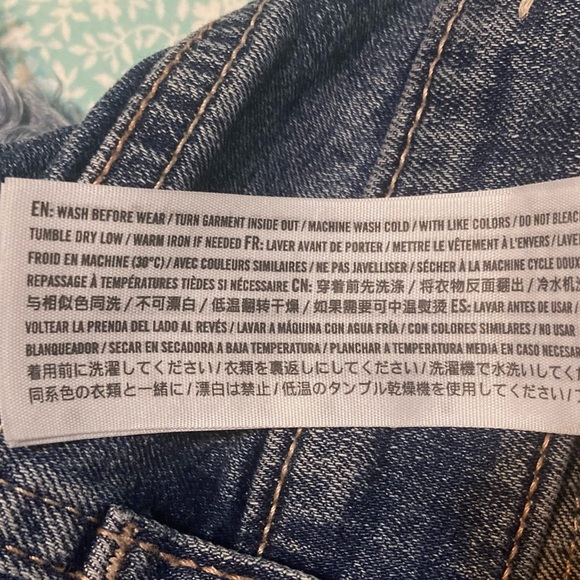 EN: WASH BEFORE WEAR / TURN GARMENT INSIDE OUT / MACHINE WASH COLD / WITH LIKE COLORS / DO NOT BLEAC
TUMBLE DRY LOW / WARM IRON IF NEEDED FR: LAVER AVANT DE PORTER / METTRE LE VÊTEMENT À L'ENVERS / LAVER
FROID EN MACHINE (30°C) / AVEC COULEURS SIMILAIRES / NE PAS JAVELLISER / SÉCHER À LA MACHINE CYCLE DOUX
REPASSAGE À TEMPÉRATURES TIÈDES SI NÉCESSAIRE CN: 穿着前先洗涤 / 将衣物反面翻出 / 冷水机洗
与相似色同洗 / 不可漂白 / 低温翻转干燥 / 如果需要可中温熨烫 ES: LAVAR ANTES DE USAR /
VOLTEAR LA PRENDA DEL LADO AL REVÉS / LAVAR A MÁQUINA CON AGUA FRÍA / CON COLORES SIMILARES / NO USAR
BLANQUEADOR / SECAR EN SECADORA A BAJA TEMPERATURA / PLANCHAR A TEMPERATURA MEDIA EN CASO NECESAR
着用前に洗濯してください / 衣類を裏返しにしてください / 洗濯機で水洗いしてくだ
同系色の衣類と一緒に / 漂白は禁止 / 低温のタンブル乾燥機を使用してください /